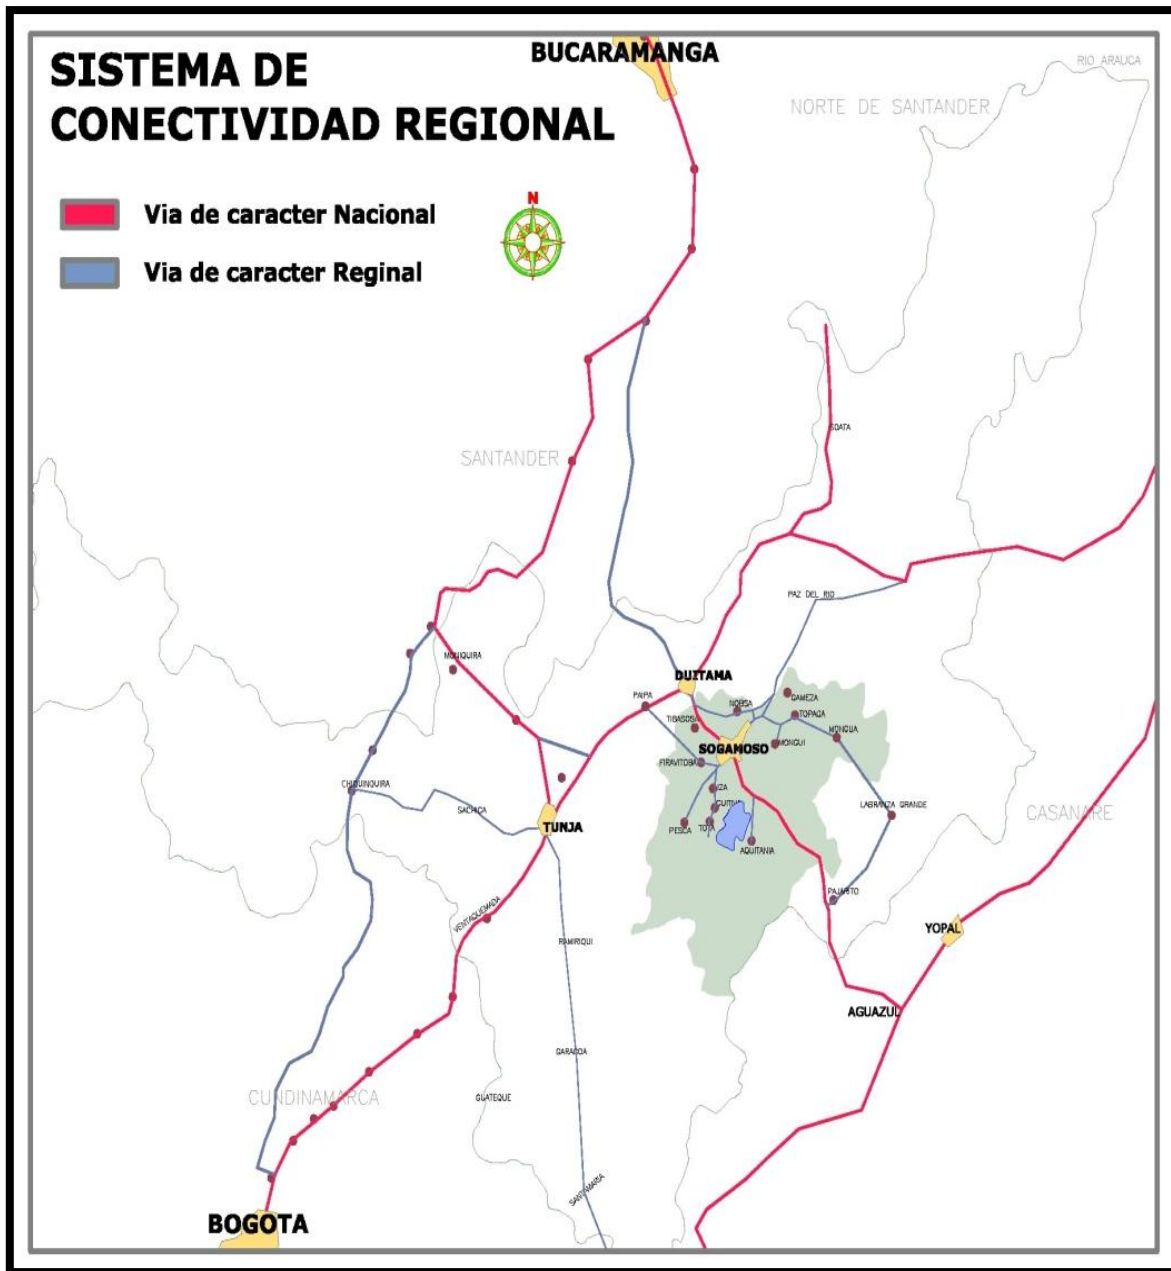 BUCARAMANGA
SISTEMA DE
CONECTIVIDAD REGIONAL
RIO ARAUCA
NORTE DE SANTANDER
Via de caracter Nacional
N
Via de caracter Reginal
SANTANDER
SOATA
PAZ DEL RIO
MONIQUIRA
DUITAMA
PAIPA
NOBSA
GAMEZA
TIBASOSA
TOPAGA
MONGUA
SOGAMOSO
MONGUI
FIRAVITOBA
CHIQUINQUIRA
IZA
SACHICA
CUITIVA
LABRANZA GRANDE
CASANARE
TUNJA
PESCA
TOTA
AQUITANIA
PAJARITO
VENTAQUEMADA
YOPAL
RAMIRIQUI
AGUAZUL
GARAGOA
CUNDINAMARCA
GUATEQUE
SANTAMARIA
BOGOTA